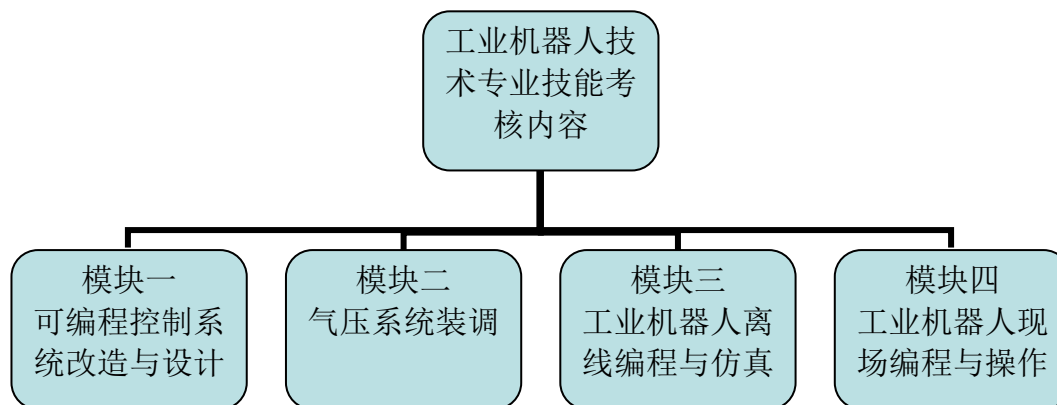 工业机器人技
术专业技能考
核内容
模块一
可编程控制系
统改造与设计
模块二
气压系统装调
模块三
工业机器人离
线编程与仿真
模块四
工业机器人现
场编程与操作